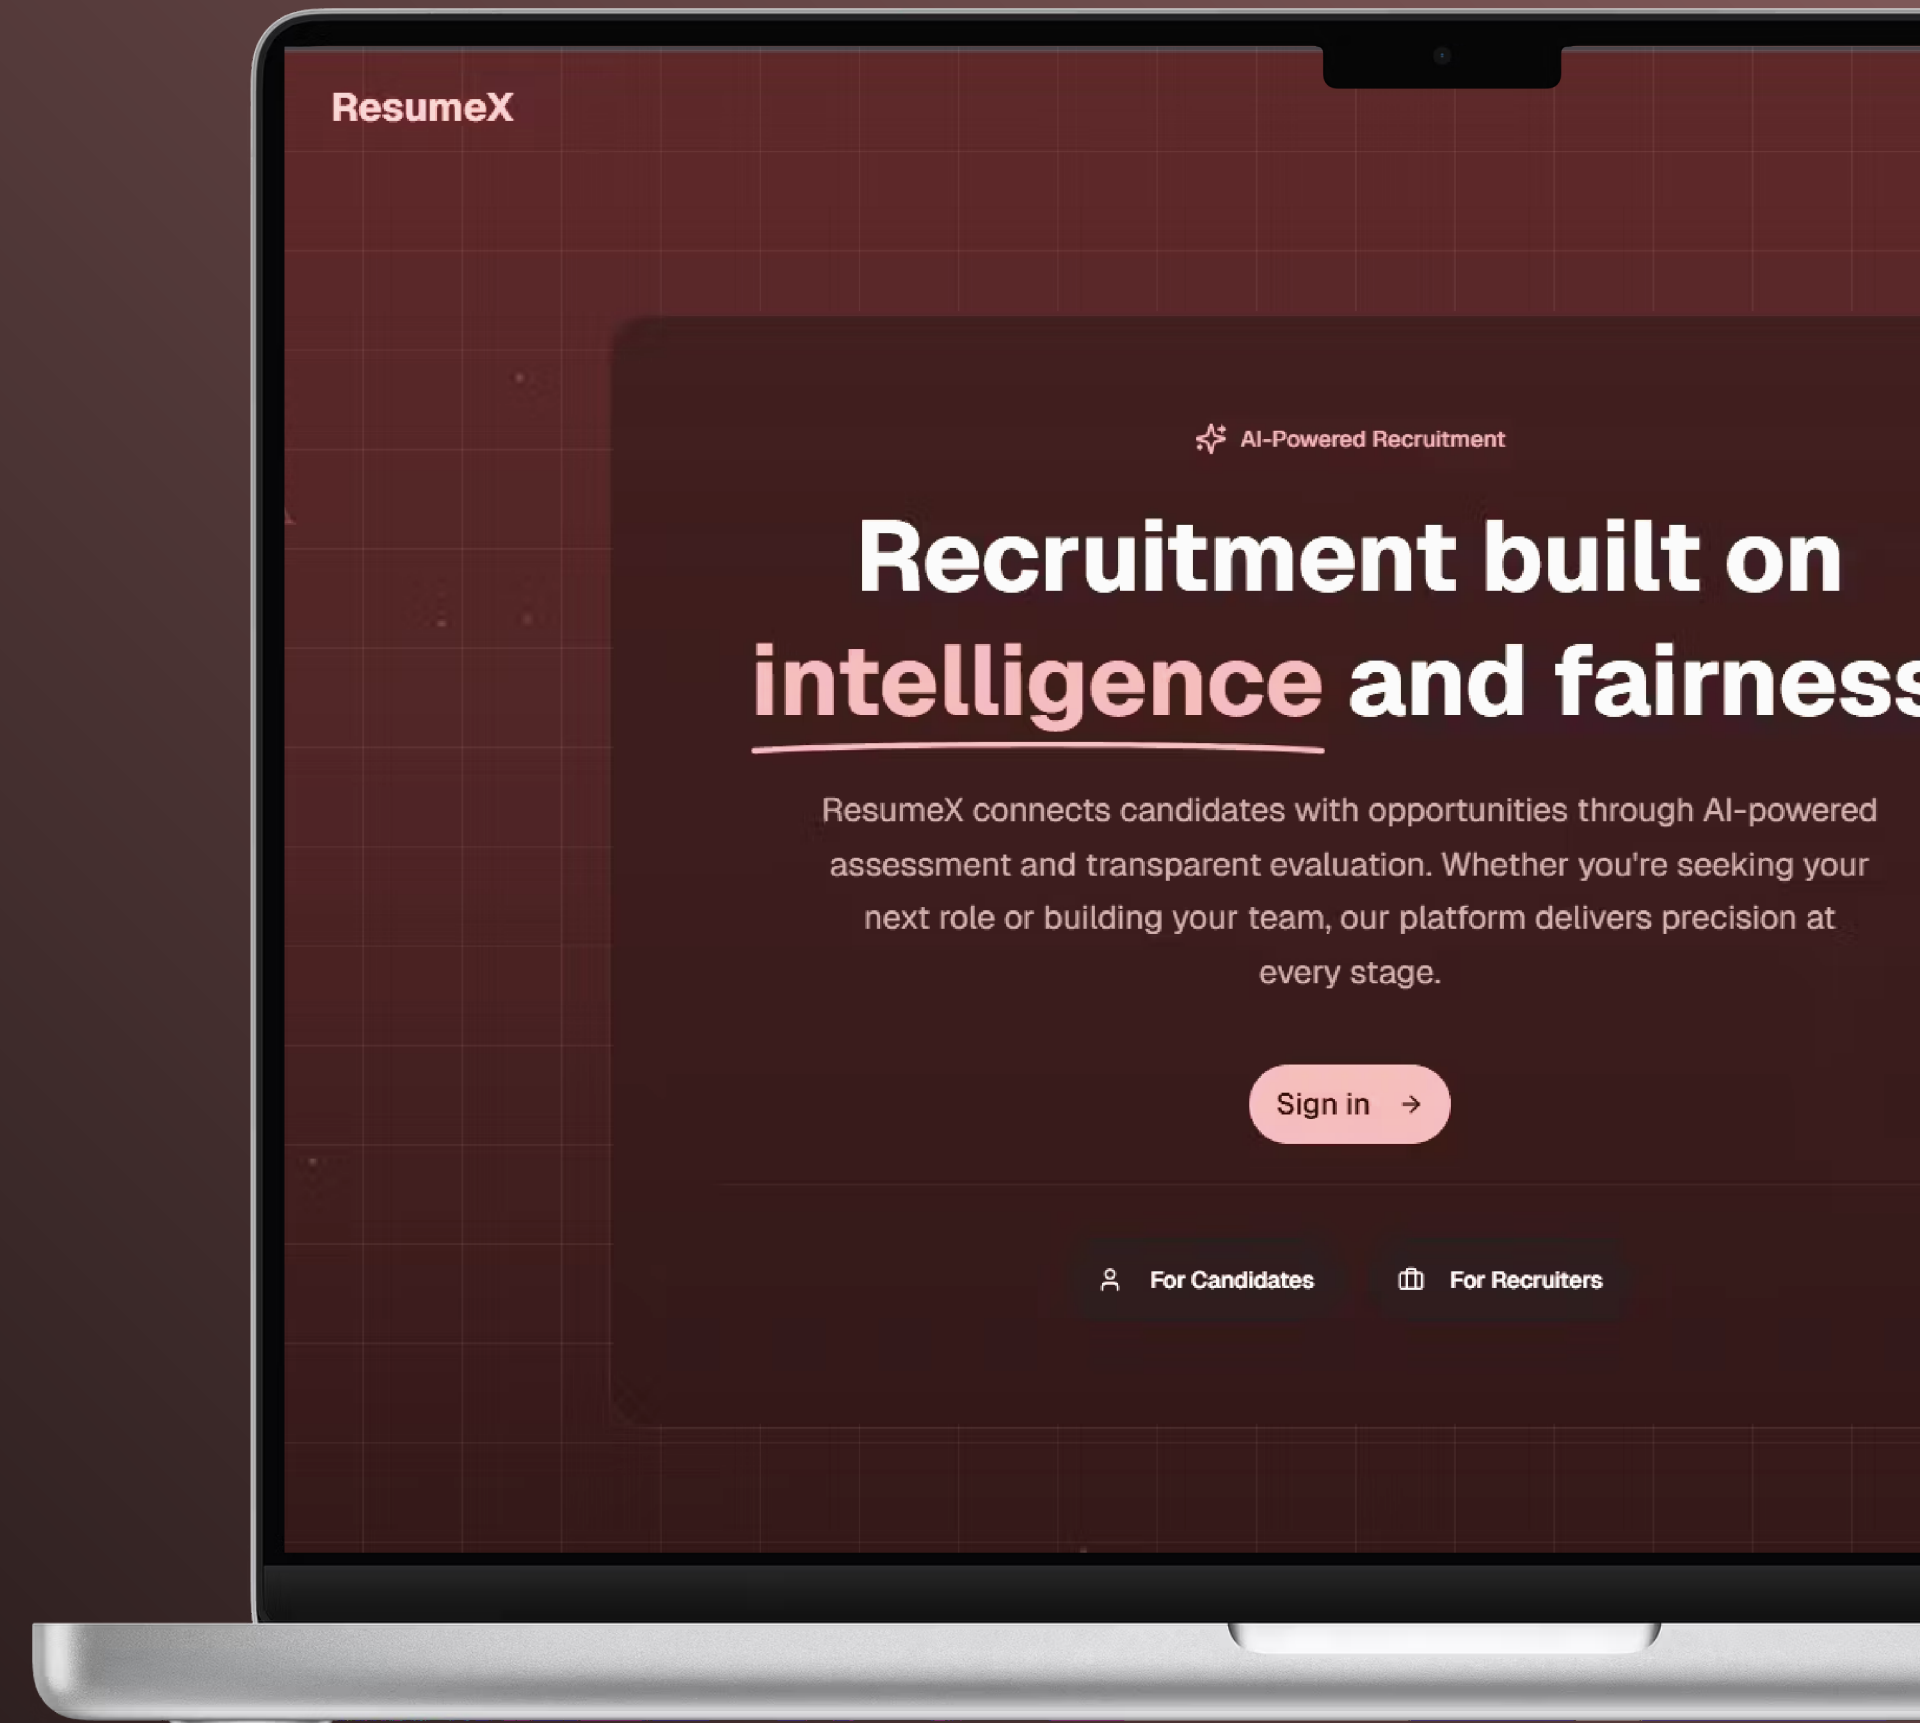 ResumeX
AI-Powered Recruitment
Recruitment built on
intelligence and fairness
ResumeX connects candidates with opportunities through AI-powered
assessment and transparent evaluation. Whether you're seeking your
next role or building your team, our platform delivers precision at
every stage.
Sign in
For Candidates
For Recruiters